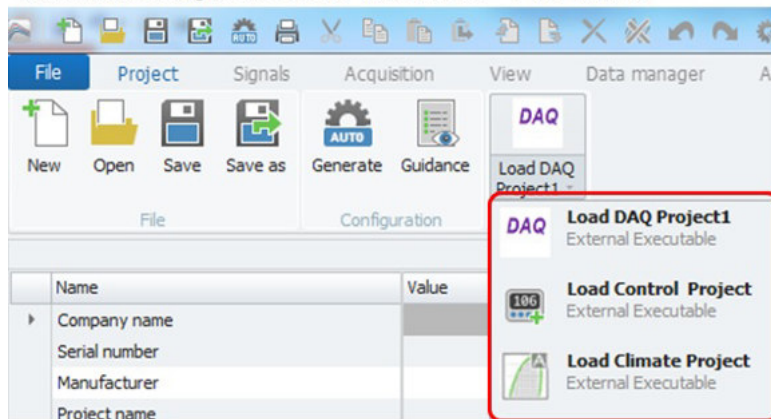 AUTO
File Project Signals Acquisition View Data manager A
AUTO
DAQ
New Open Save Save as Generate Guidance Load DAQ
Project1
File Configuration
DAQ Load DAQ Project1
External Executable
106 Load Control Project
External Executable
A Load Climate Project
External Executable
Name Value
Company name
Serial number
Manufacturer
Project name